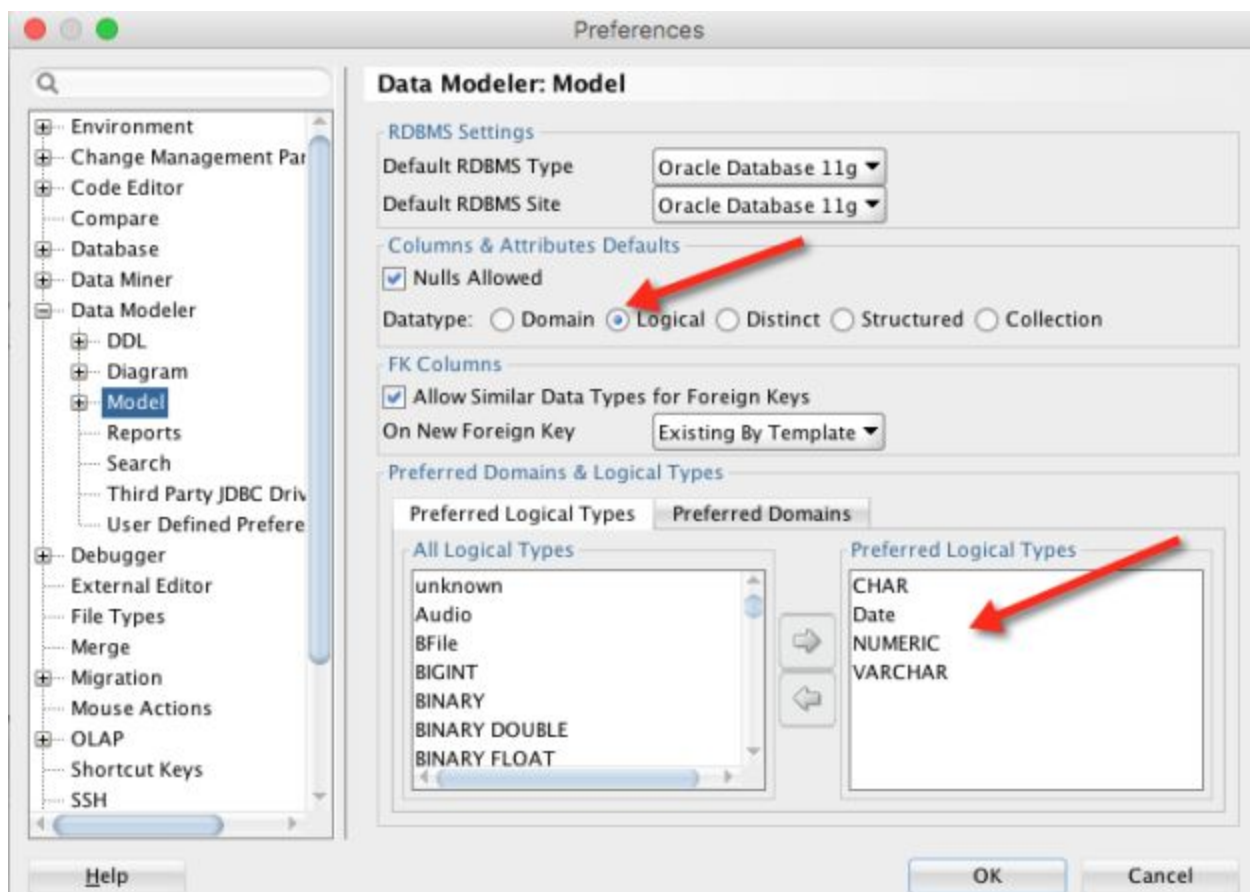 Preferences
Environment
Change Management Par
Code Editor
Compare
Database
Data Miner
Data Modeler
DDL
Diagram
Model
Reports
Search
Third Party JDBC Driv
User Defined Prefere
Debugger
External Editor
File Types
Merge
Migration
Mouse Actions
OLAP
Shortcut Keys
SSH
Data Modeler: Model
RDBMS Settings
Default RDBMS Type Oracle Database 11g
Default RDBMS Site Oracle Database 11g
Columns & Attributes Defaults
Nulls Allowed
Datatype: Domain Logical Distinct Structured Collection
FK Columns
Allow Similar Data Types for Foreign Keys
On New Foreign Key Existing By Template
Preferred Domains & Logical Types
Preferred Logical Types Preferred Domains
All Logical Types
unknown
Audio
BFile
BIGINT
BINARY
BINARY DOUBLE
BINARY FLOAT
Preferred Logical Types
CHAR
Date
NUMERIC
VARCHAR
Help OK Cancel